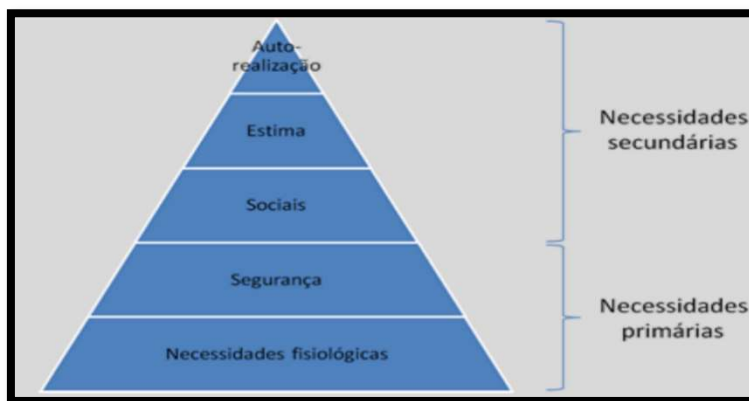 Auto-
realização
Estima
Sociais
Segurança
Necessidades fisiológicas
Necessidades
secundárias
Necessidades
primárias